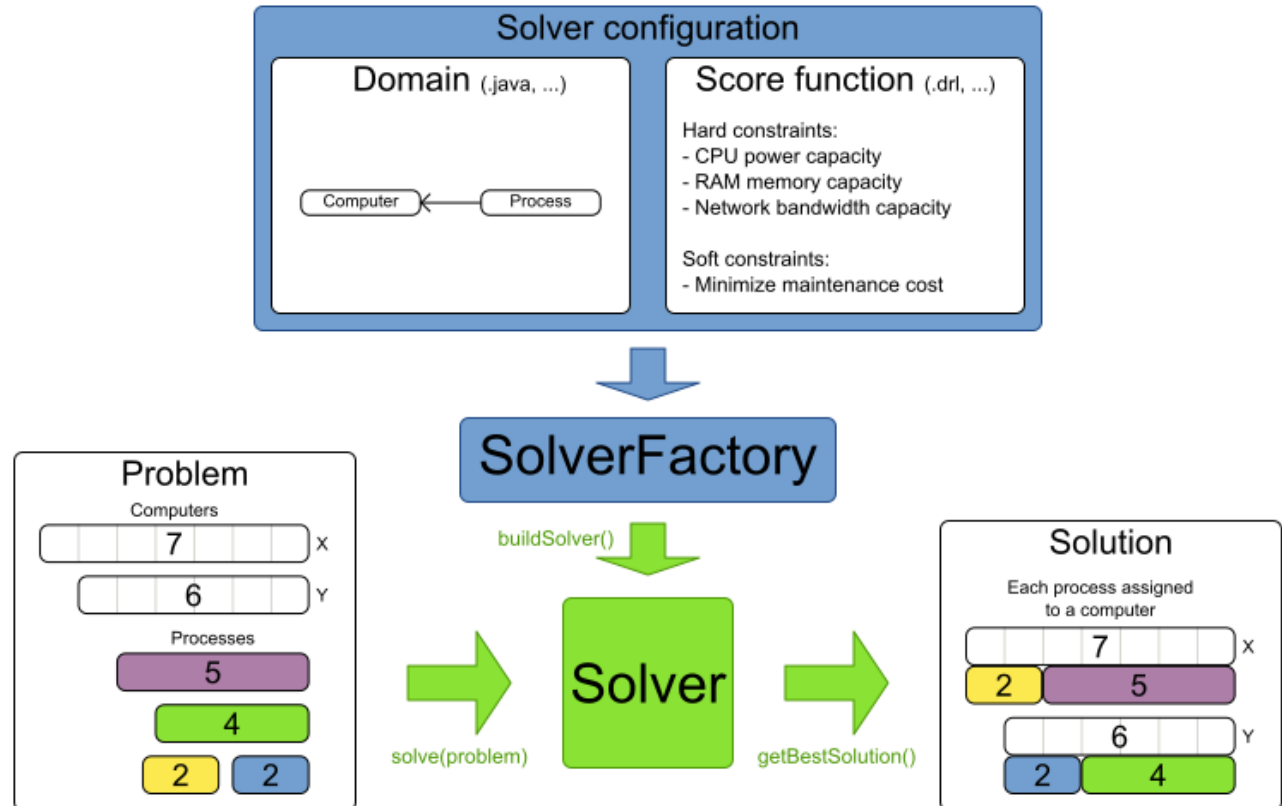 Solver configuration
Domain (.java, ...)
Computer
Process
Score function (.drl, ...)
Hard constraints:
- CPU power capacity
- RAM memory capacity
- Network bandwidth capacity
Soft constraints:
- Minimize maintenance cost
SolverFactory
buildSolver()
Problem
Computers
7 X
6 Y
Processes
5
4
2 2
solve(problem)
Solver
getBestSolution()
Solution
Each process assigned
to a computer
7 X
2 5
6 Y
2 4